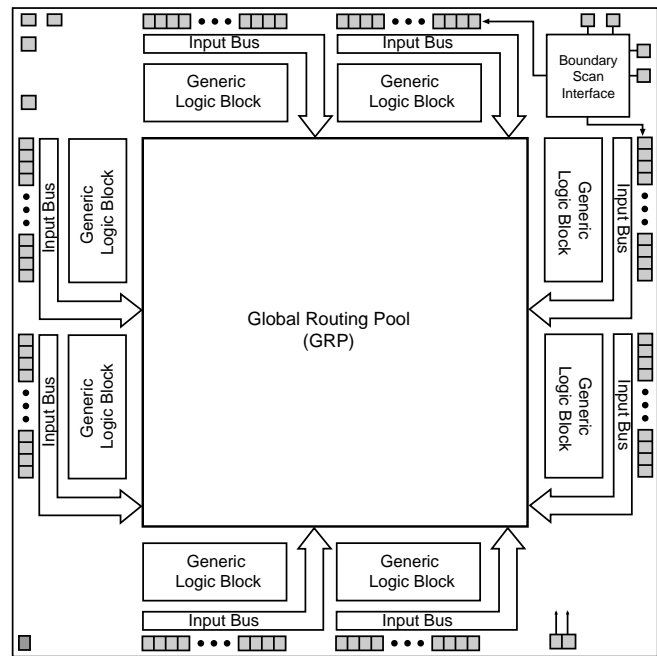 Input Bus
Input Bus
Generic
Logic Block
Generic
Logic Block
Boundary
Scan
Interface
Input Bus
Generic
Logic Block
Generic
Logic Block
Input Bus
Global Routing Pool
(GRP)
Input Bus
Generic
Logic Block
Generic
Logic Block
Input Bus
Generic
Logic Block
Generic
Logic Block
Input Bus
Input Bus